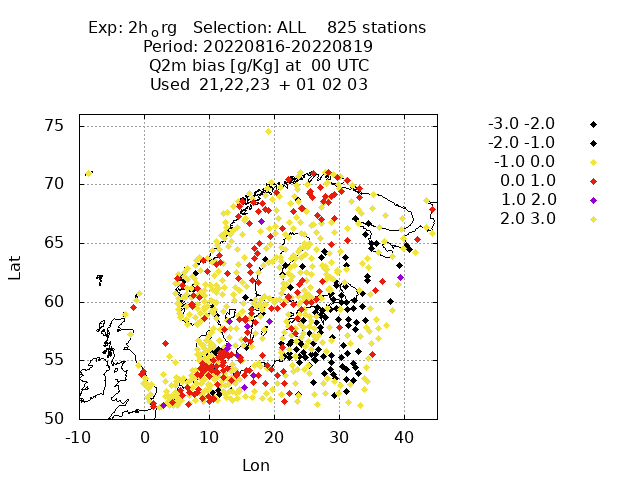 Exp: 2h_o rg Selection: ALL 825 stations
Period: 20220816-20220819
Q2m bias [g/Kg] at 00 UTC
Used 21,22,23 + 01 02 03
-3.0 -2.0
-2.0 -1.0
-1.0 0.0
0.0 1.0
1.0 2.0
2.0 3.0
75
70
65
60
55
50
Lat
-10 0 10 20 30 40
Lon